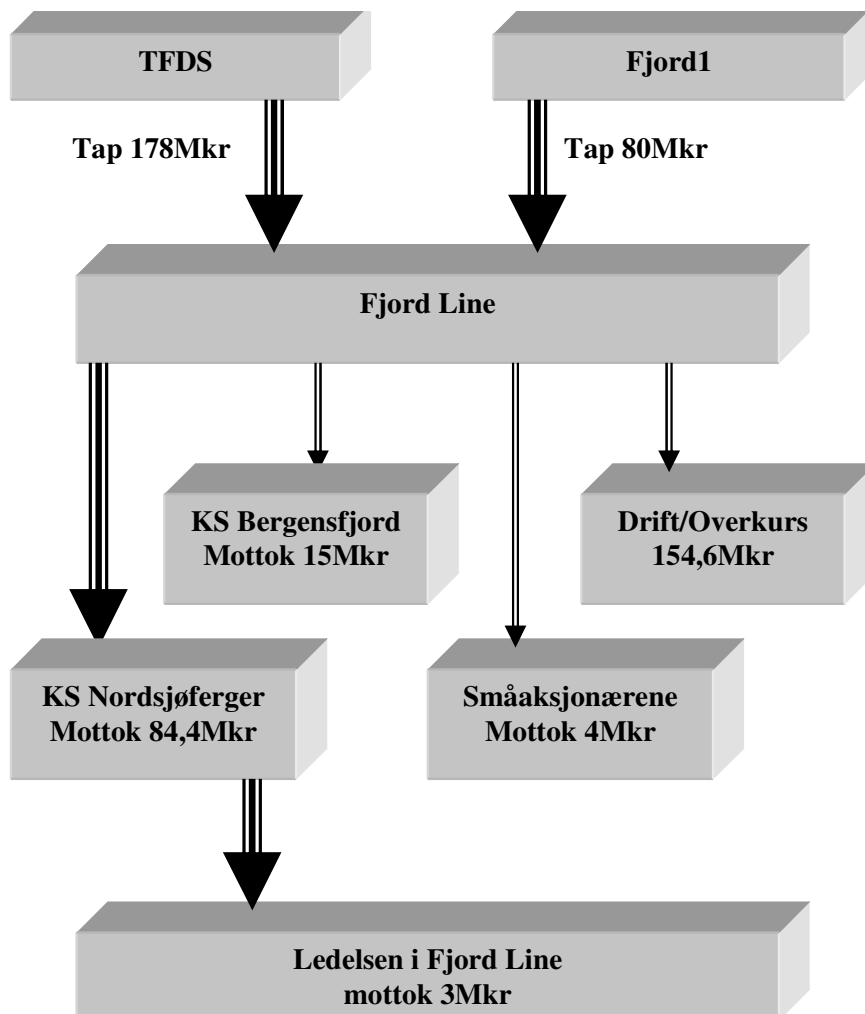 TFDS
Fjord1
Tap 178Mkr
Tap 80Mkr
Fjord Line
KS Bergensfjord
Mottok 15Mkr
Drift/Overkurs
154,6Mkr
KS Nordsjøferger
Mottok 84,4Mkr
Småaksjonærene
Mottok 4Mkr
Ledelsen i Fjord Line
mottok 3Mkr